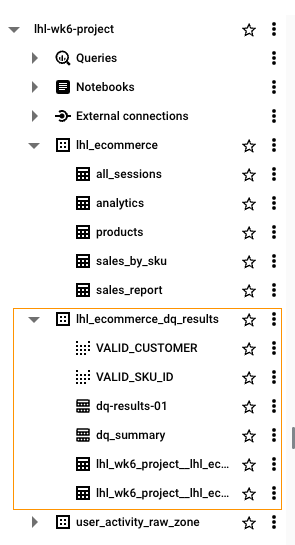 lhl-wk6-project
Queries
Notebooks
External connections
lhl_ecommerce
all_sessions
analytics
products
sales_by_sku
sales_report
lhl_ecommerce_dq_results
VALID_CUSTOMER
VALID_SKU_ID
dq-results-01
dq_summary
lhl_wk6_project__lhl_ec...
lhl_wk6_project__lhl_ec...
user_activity_raw_zone